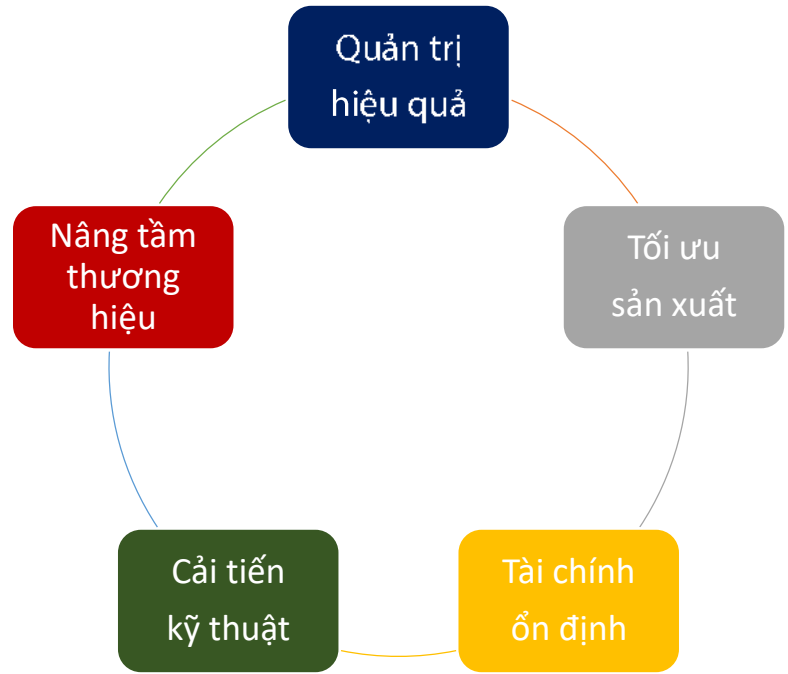 Quản trị
hiệu quả
Nâng tầm
thương
hiệu
Tối ưu
sản xuất
Cải tiến
kỹ thuật
Tài chính
ổn định